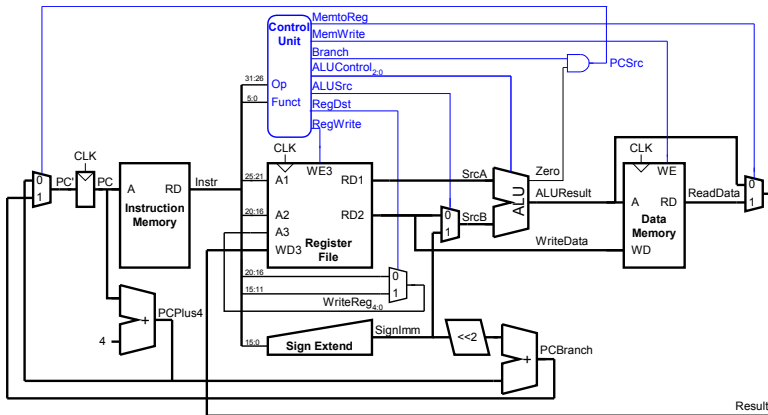 MemtoReg
Control
Unit
MemWrite
Branch
ALUControl2:0
PCSrc
31:26
Op
ALUSrc
5:0
Funct
RegDst
RegWrite
CLK
CLK
CLK
WE3
WE
0
1
PC'
PC
A
RD
Instr
Instruction
Memory
25:21
A1
RD1
SrcA
Zero
ALU
ALUResult
20:16
A2
RD2
0
1
SrcB
A3
WD3
Register
File
A
RD
Data
Memory
WD
ReadData
0
1
WriteData
20:16
0
15:11
1
WriteReg4:0
PCPlus4
+
4
SignImm
15:0
Sign Extend
<<2
+
PCBranch
Result